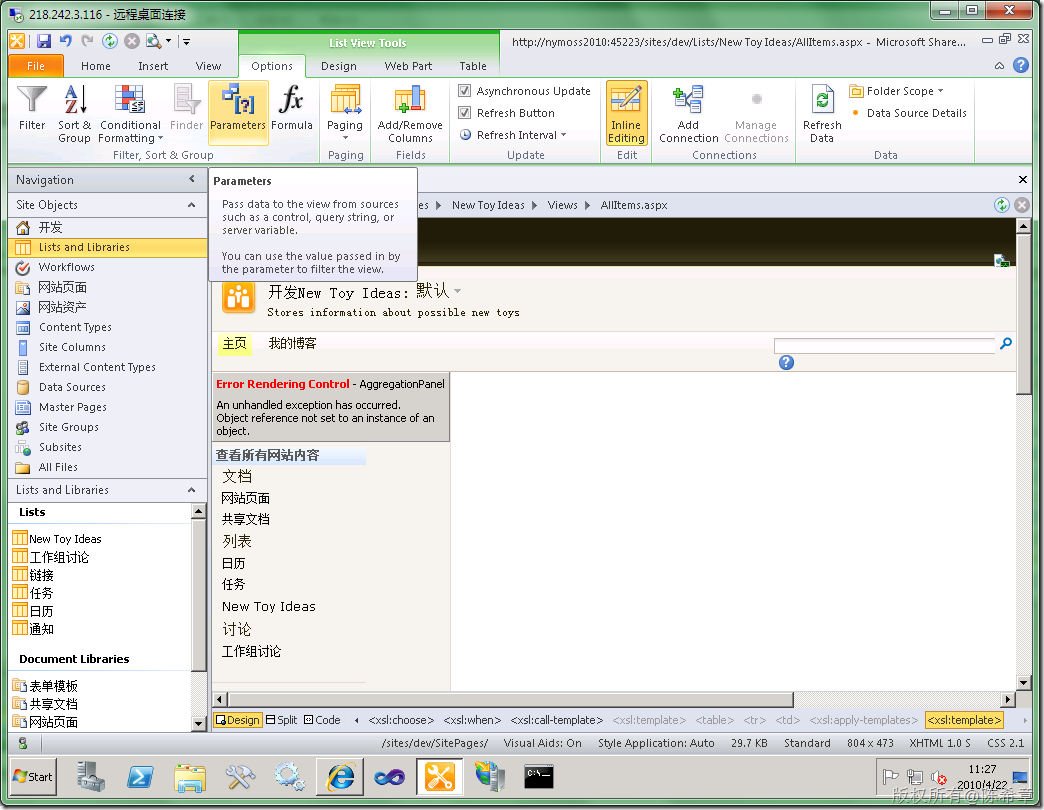 218.242.3.116 - 远程桌面连接
List View Tools
http://nymoss2010:45223/sites/dev/Lists/New Toy Ideas/AllItems.aspx - Microsoft Share...
File Home Insert View Options Design Web Part Table
Filter
Sort & Group
Conditional Formatting
Finder
Parameters
Formula
Filter, Sort & Group
Paging
Paging
Add/Remove Columns
Fields
Asynchronous Update
Refresh Button
Refresh Interval
Update
Inline Editing
Edit
Add Connection
Manage Connections
Connections
Refresh Data
Folder Scope
Data Source Details
Data
Navigation
Site Objects
开发
Lists and Libraries
Workflows
网站页面
网站资产
Content Types
Site Columns
External Content Types
Data Sources
Master Pages
Site Groups
Subsites
All Files
Lists and Libraries
Lists
New Toy Ideas
工作组讨论
链接
任务
日历
通知
Document Libraries
表单模板
共享文档
网站页面
Parameters
Pass data to the view from sources
such as a control, query string, or
server variable.
You can use the value passed in by
the parameter to filter the view.
es New Toy Ideas Views AllItems.aspx
开发New Toy Ideas: 默认
Stores information about possible new toys
主页 我的博客
Error Rendering Control - AggregationPanel
An unhandled exception has occurred.
Object reference not set to an instance of an
object.
查看所有网站内容
文档
网站页面
共享文档
列表
日历
任务
New Toy Ideas
讨论
工作组讨论
Design Split Code <xsl:choose> <xsl:when> <xsl:call-template> <xsl:template> <table> <tr> <td> <xsl:apply-templates> <xsl:template>
/sites/dev/SitePages/ Visual Aids: On Style Application: Auto 29.7 KB Standard 804 x 473 XHTML 1.0 S CSS 2.1
Start
C:\
11:27
2010/4/22
版权所有@陈希章